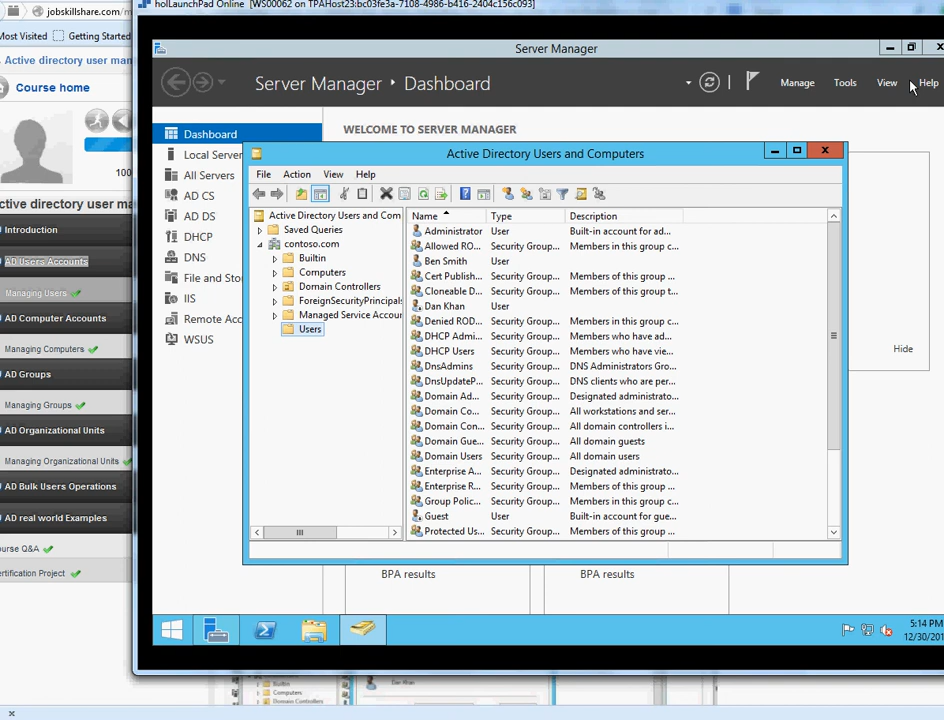 holLaunchPad Online [WS00062 on TPAHost23:bc03fe3a-7108-4986-b416-2404c156c093]
jobskillshare.com/m
Most Visited Getting Started
Active directory user man
Course home
100
ctive directory user ma
Introduction
AD Users Accounts
Managing Users
AD Computer Accounts
Managing Computers
AD Groups
Managing Groups
AD Organizational Units
Managing Organizational Units
AD Bulk Users Operations
AD real world Examples
ourse Q&A
ertification Project
Server Manager
Server Manager Dashboard
Manage Tools View Help
Dashboard
Local Server
All Servers
AD CS
AD DS
DHCP
DNS
File and Sto
IIS
Remote Acc
WSUS
WELCOME TO SERVER MANAGER
Hide
BPA results BPA results
Active Directory Users and Computers
File Action View Help
Active Directory Users and Com
Saved Queries
contoso.com
Builtin
Computers
Domain Controllers
ForeignSecurityPrincipals
Managed Service Accoun
Users
Name Type Description
Administrator User Built-in account for ad...
Allowed RO... Security Group... Members in this group c...
Ben Smith User
Cert Publish... Security Group... Members of this group ...
Cloneable D... Security Group... Members of this group t...
Dan Khan User
Denied ROD... Security Group... Members in this group c...
DHCP Admi... Security Group... Members who have ad...
DHCP Users Security Group... Members who have vie...
DnsAdmins Security Group... DNS Administrators Gro...
DnsUpdateP... Security Group... DNS clients who are per...
Domain Ad... Security Group... Designated administrato...
Domain Co... Security Group... All workstations and ser...
Domain Con... Security Group... All domain controllers i...
Domain Gue... Security Group... All domain guests
Domain Users Security Group... All domain users
Enterprise A... Security Group... Designated administrato...
Enterprise R... Security Group... Members of this group ...
Group Polic... Security Group... Members in this group c...
Guest User Built-in account for gue...
Protected Us... Security Group... Members of this group ...
5:14 PM
12/30/201
Builtin
Computers
Domain Controllers
Dan Khan